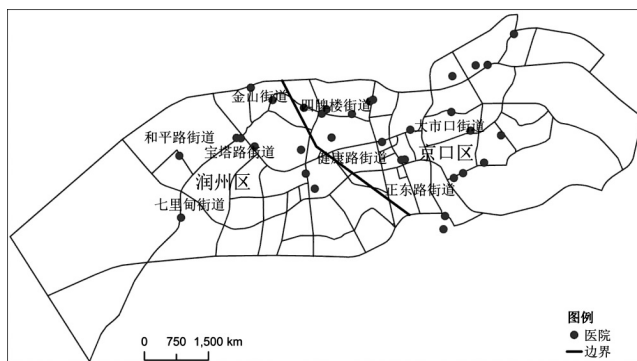 金山街道
四牌楼街道
大市口街道
和平路街道
宝塔路街道
健康路街道
京口区
润州区
正东路街道
七里甸街道
图例
医院
边界
0 750 1,500 km